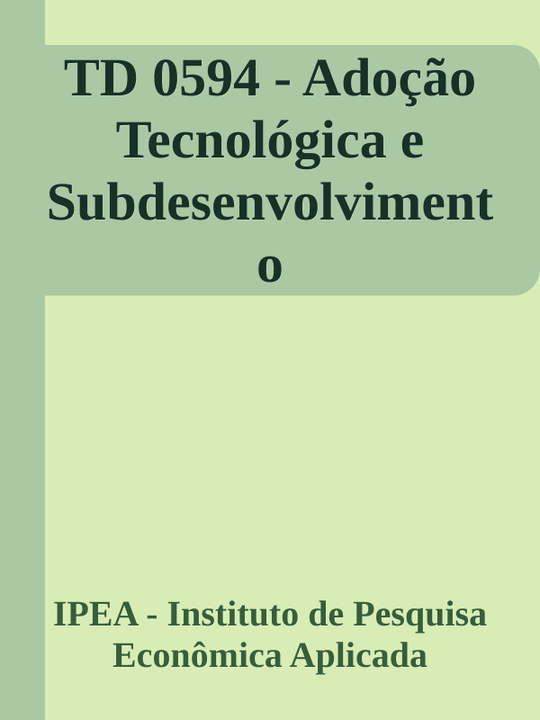 TD 0594 - Adoção
Tecnológica e
Subdesenvolviment
o
IPEA - Instituto de Pesquisa
Econômica Aplicada